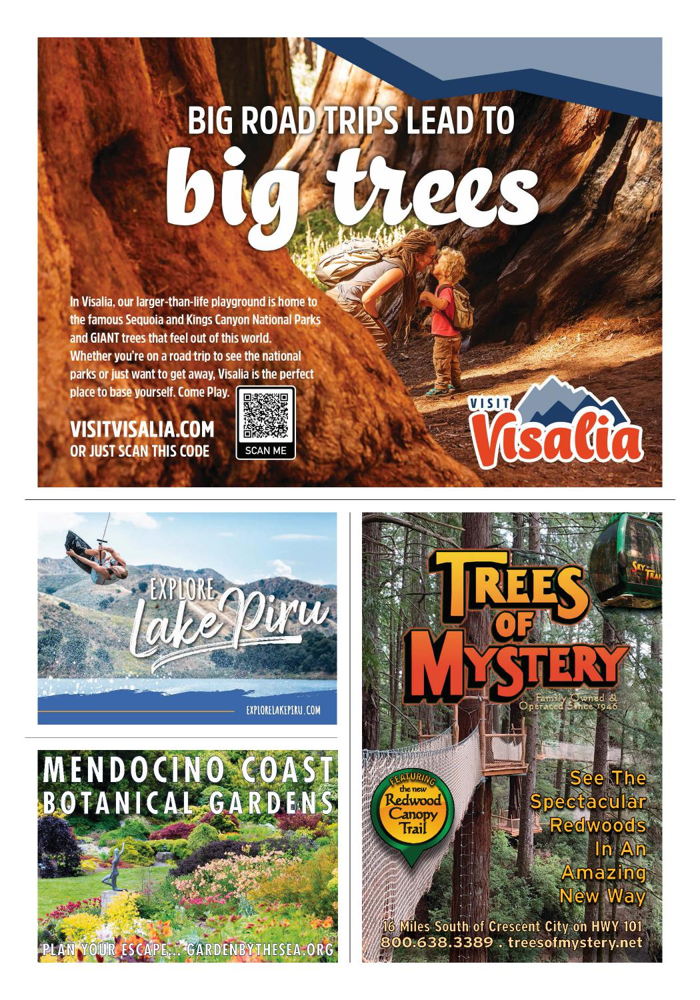 BIG ROAD TRIPS LEAD TO
big trees
In Visalia, our larger-than-life playground is home to
the famous Sequoia and Kings Canyon National Parks
and GIANT trees that feel out of this world.
Whether you're on a road trip to see the national
parks or just want to get away, Visalia is the perfect
place to base yourself. Come Play.
VISITVISALIA.COM
OR JUST SCAN THIS CODE
SCAN ME
VISIT
Visalia
EXPLORE
Lake Piru
EXPLORELAKEPIRU.COM
MENDOCINO COAST
BOTANICAL GARDENS
PLAN YOUR ESCAPE... GARDENBYTHESEA.ORG
SKY-TRAIL
TREES
OF
MYSTERY
Family Owned &
Operated Since 1946
FEATURING
the new
Redwood
Canopy
Trail
See The
Spectacular
Redwoods
In An
Amazing
New Way
16 Miles South of Crescent City on HWY 101
800.638.3389 . treesofmystery.net